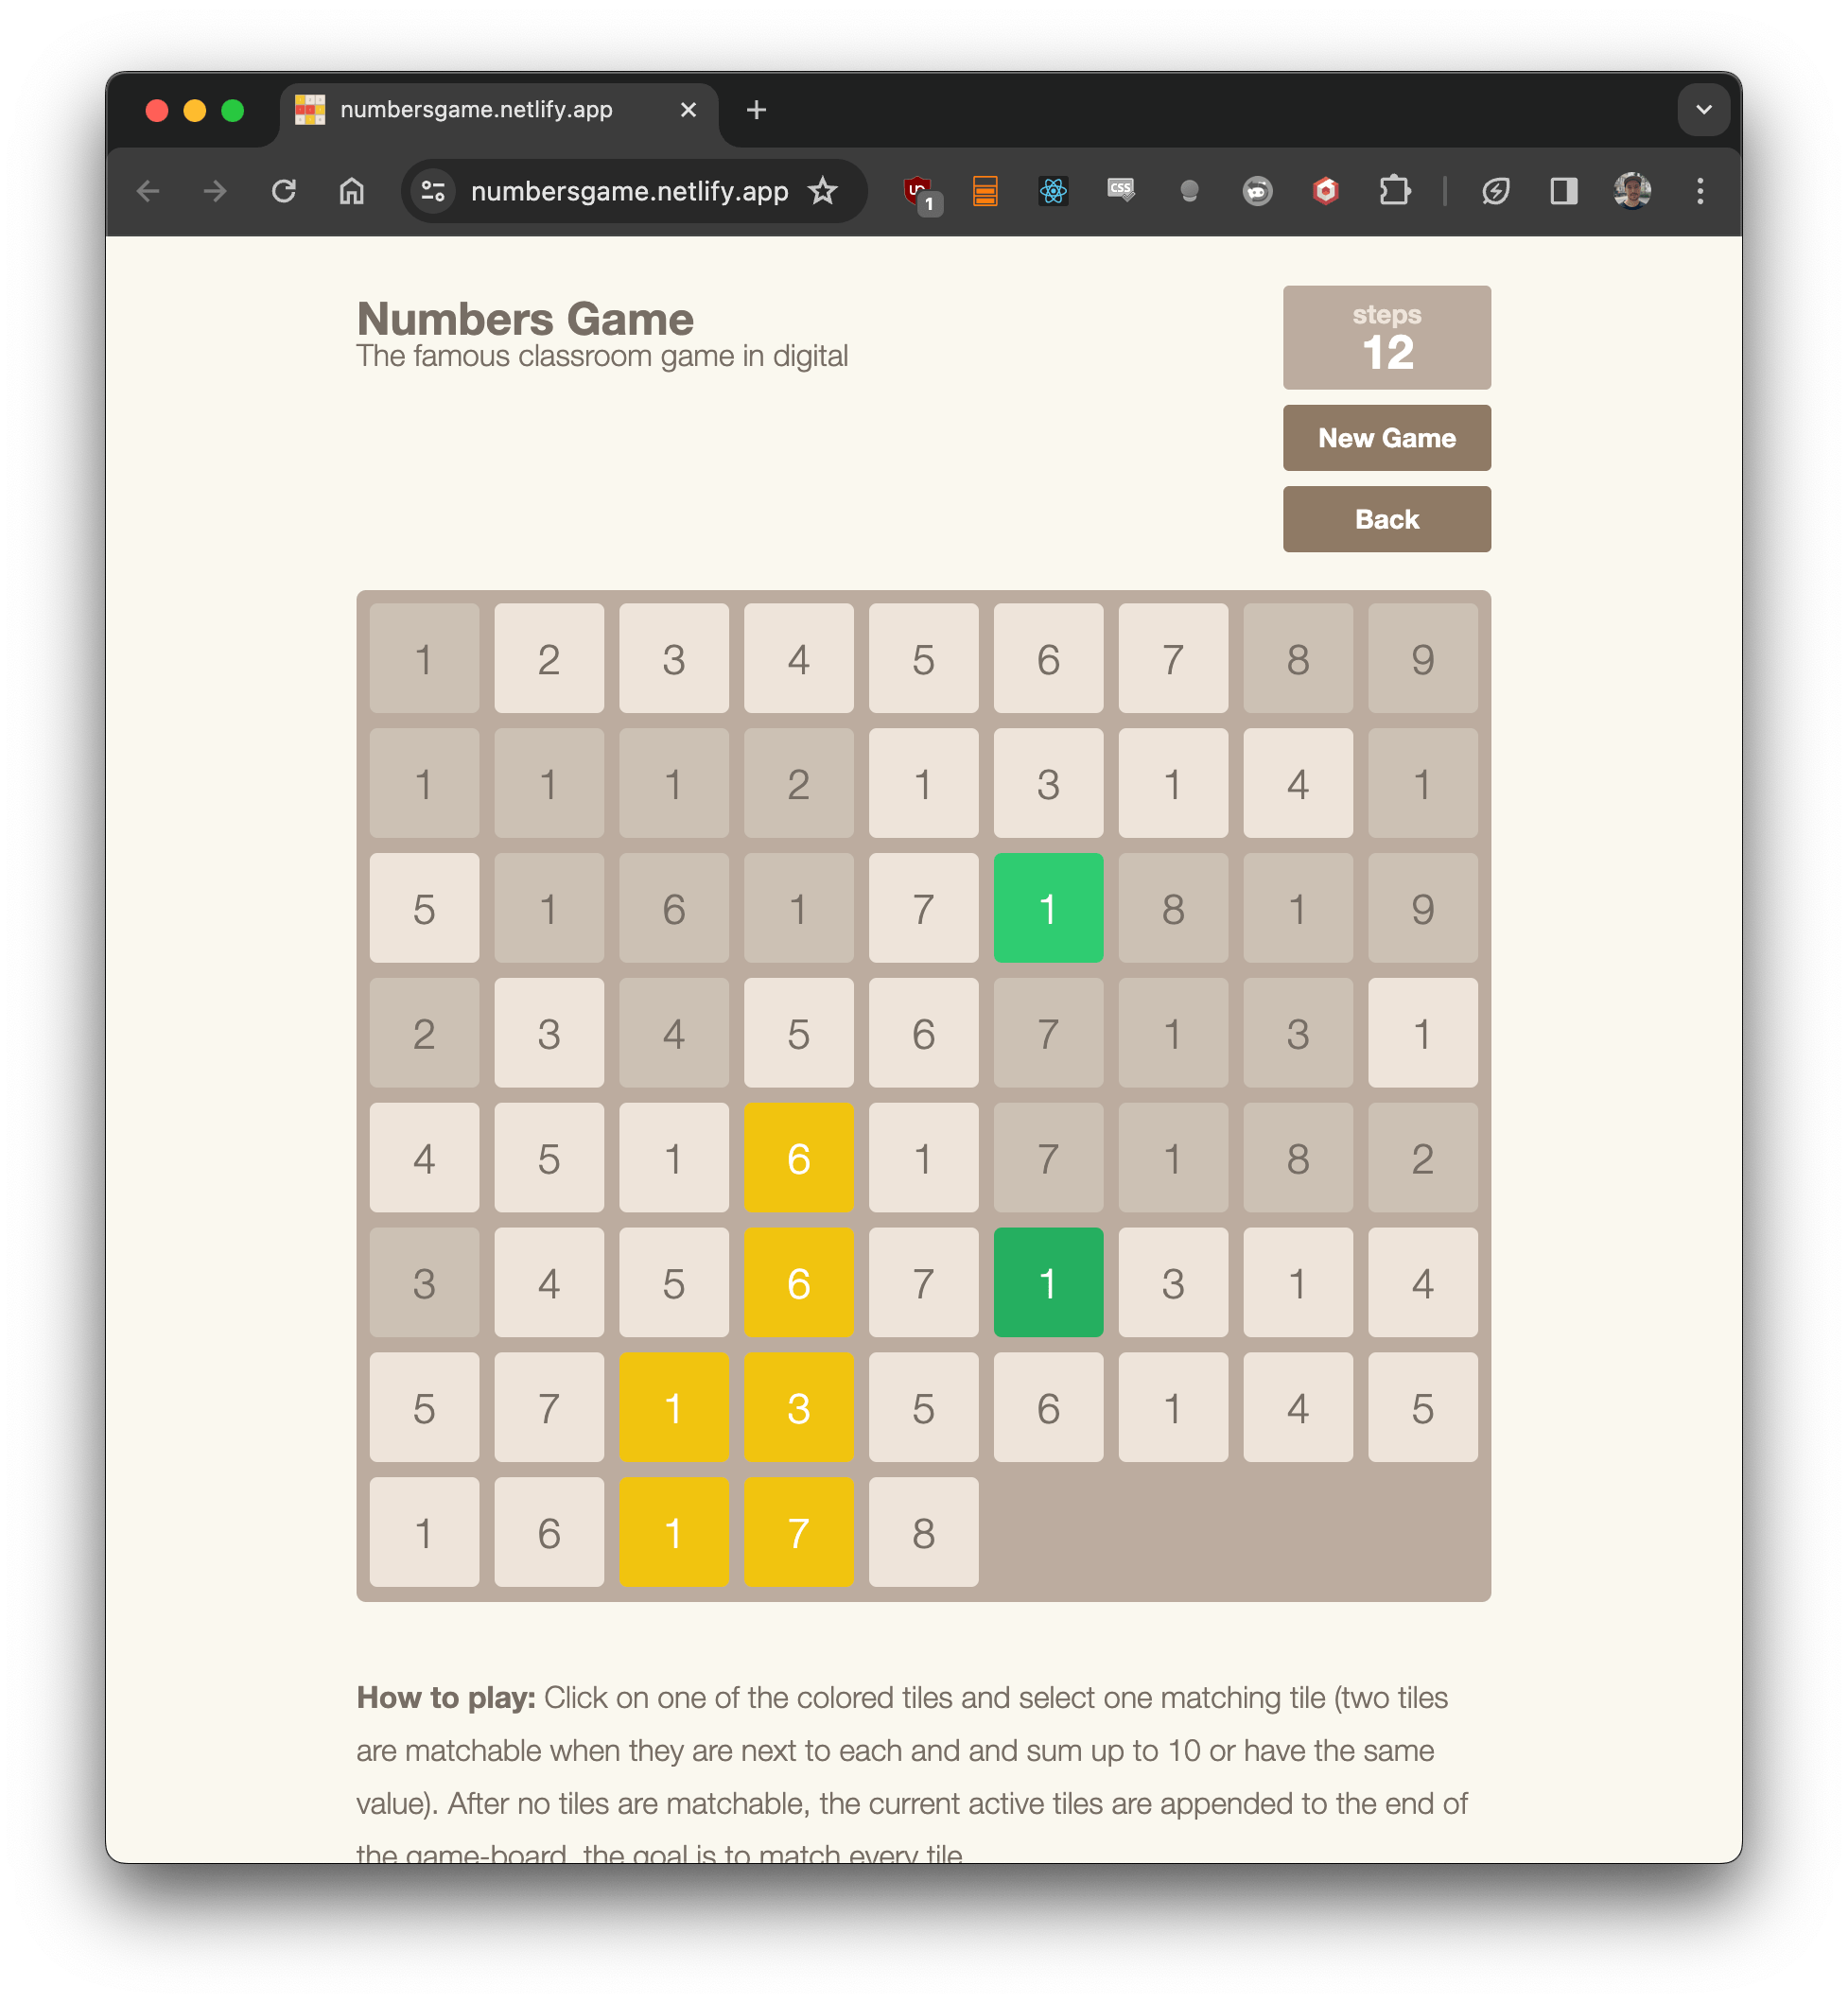 numbersgame.netlify.app
numbersgame.netlify.app
1
Numbers Game
The famous classroom game in digital
steps
12
New Game
Back
1 2 3 4 5 6 7 8 9
1 1 1 2 1 3 1 4 1
5 1 6 1 7 1 8 1 9
2 3 4 5 6 7 1 3 1
4 5 1 6 1 7 1 8 2
3 4 5 6 7 1 3 1 4
5 7 1 3 5 6 1 4 5
1 6 1 7 8
How to play: Click on one of the colored tiles and select one matching tile (two tiles
are matchable when they are next to each and and sum up to 10 or have the same
value). After no tiles are matchable, the current active tiles are appended to the end of
the game-board, the goal is to match every tile